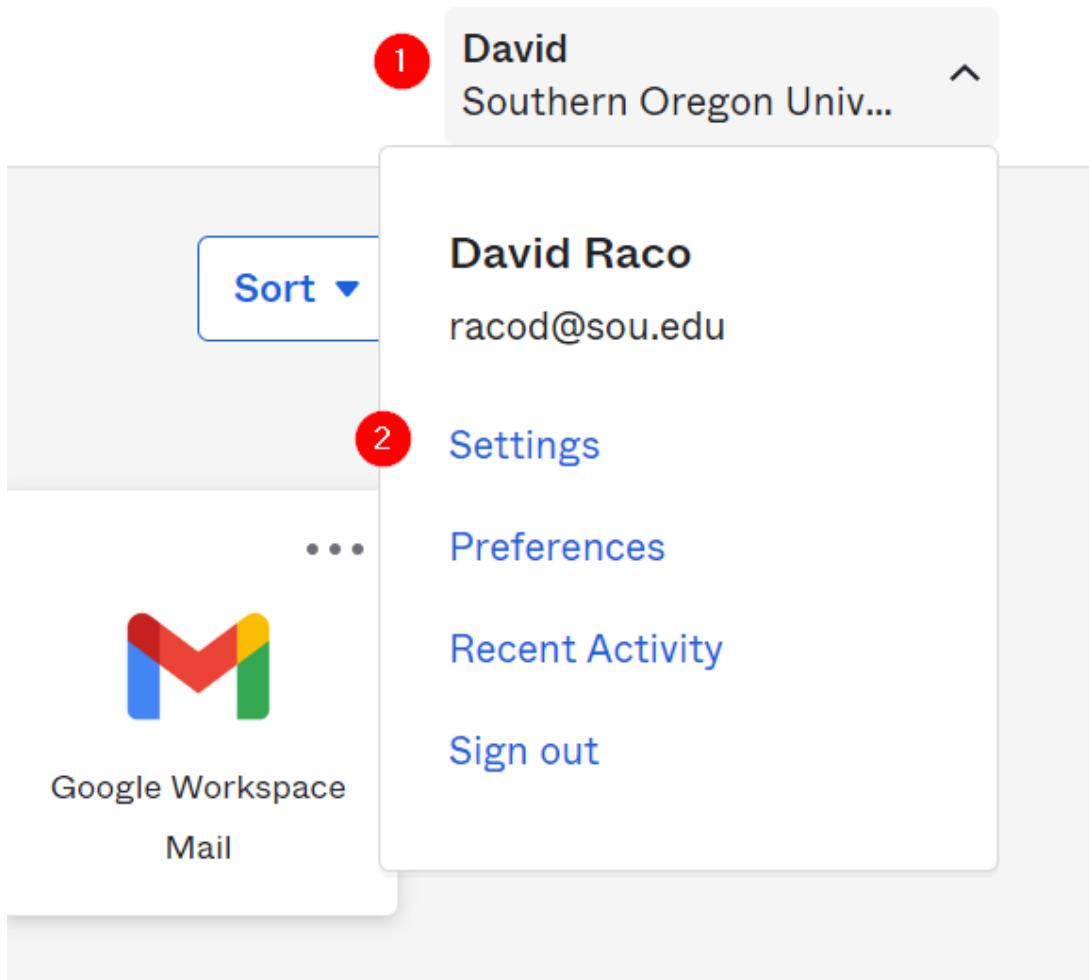 1
David
Southern Oregon Univ...
Sort
David Raco
racod@sou.edu
2
Settings
Preferences
Recent Activity
Sign out
Google Workspace
Mail